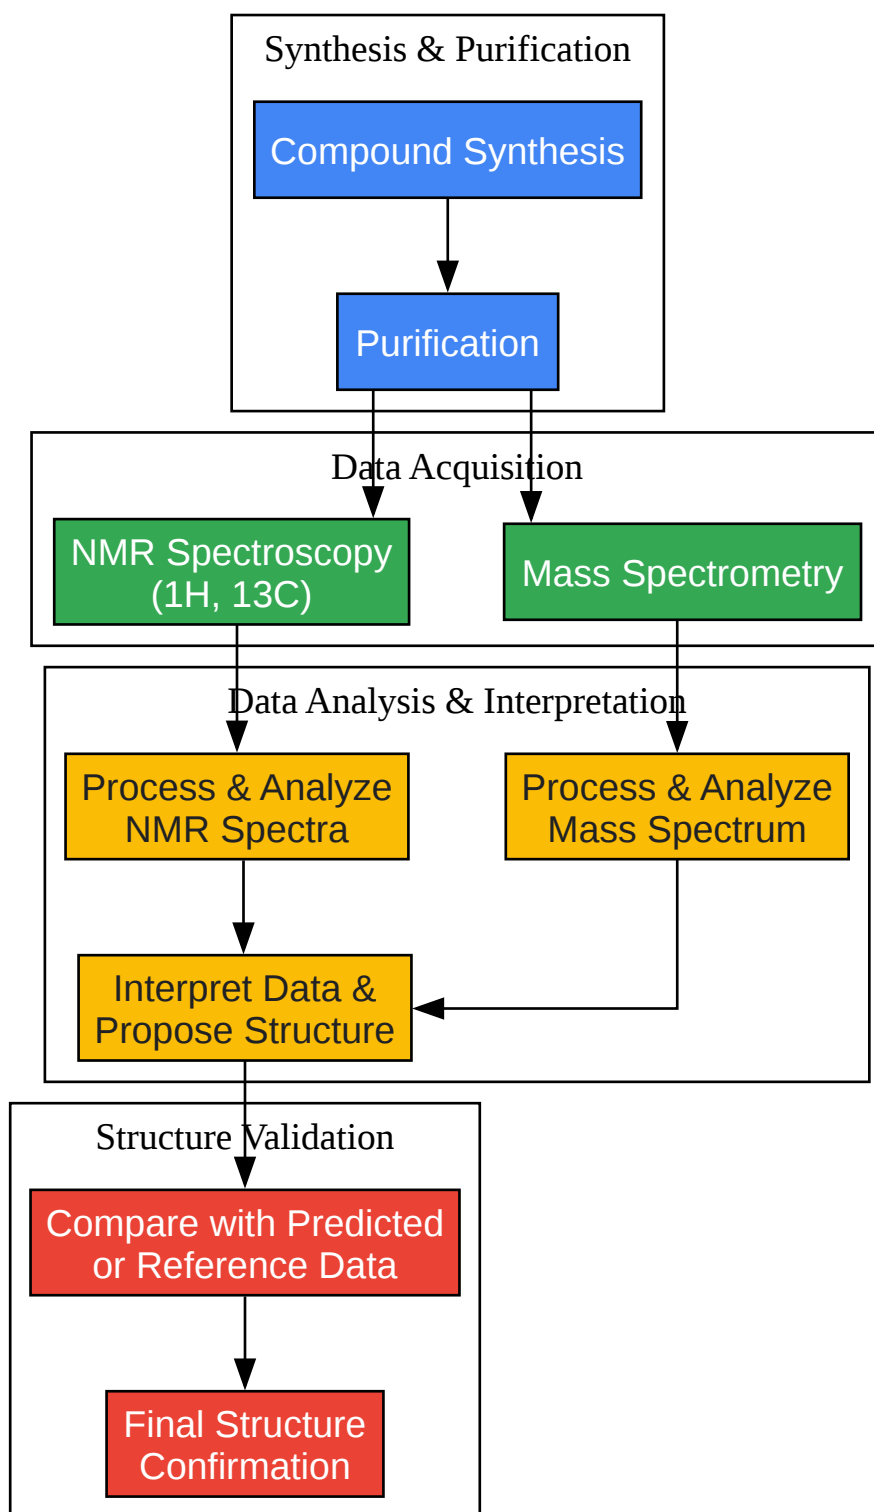 Synthesis & Purification
Compound Synthesis
Purification
Data Acquisition
NMR Spectroscopy
(1H, 13C)
Mass Spectrometry
Data Analysis & Interpretation
Process & Analyze
NMR Spectra
Process & Analyze
Mass Spectrum
Interpret Data &
Propose Structure
Structure Validation
Compare with Predicted
or Reference Data
Final Structure
Confirmation